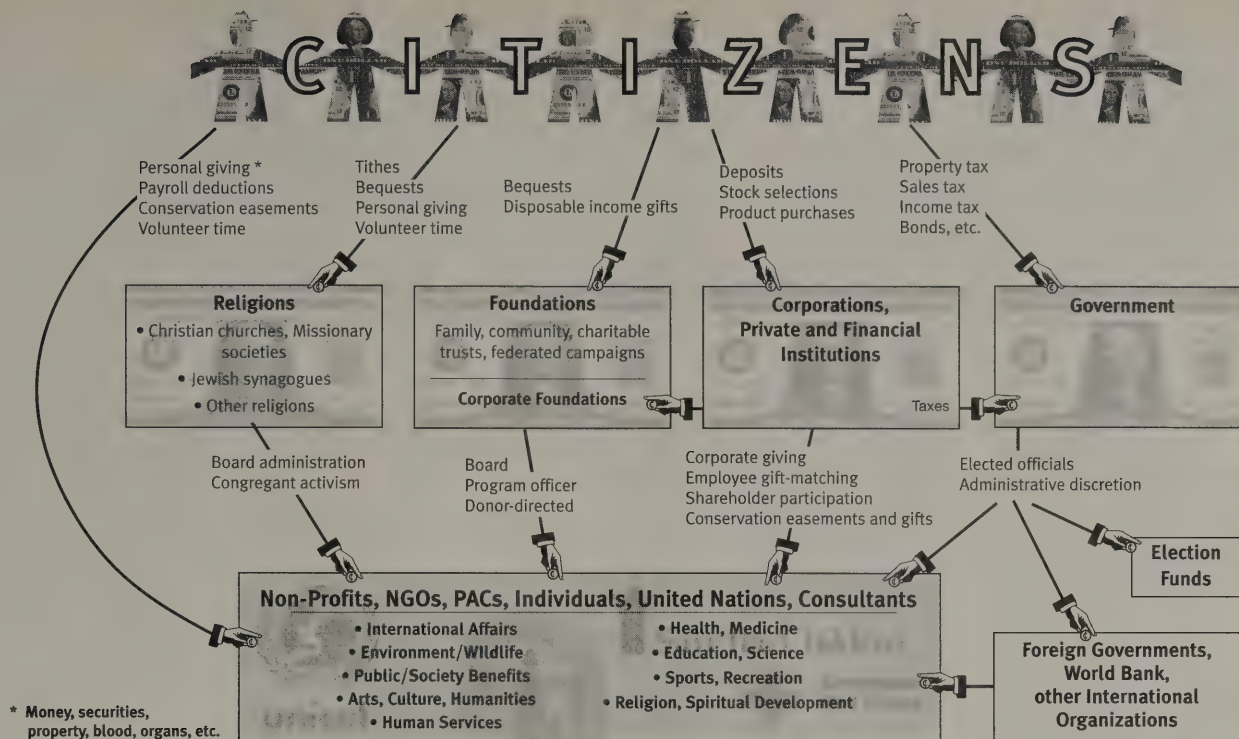 CITIZENS
Personal giving *
Payroll deductions
Conservation easements
Volunteer time
Tithes
Bequests
Personal giving
Volunteer time
Bequests
Disposable income gifts
Deposits
Stock selections
Product purchases
Property tax
Sales tax
Income tax
Bonds, etc.
Religions
• Christian churches, Missionary
societies
• Jewish synagogues
• Other religions
Foundations
Family, community, charitable
trusts, federated campaigns
Corporate Foundations
Corporations,
Private and Financial
Institutions
Government
Taxes
Board administration
Congregant activism
Board
Program officer
Donor-directed
Corporate giving
Employee gift-matching
Shareholder participation
Conservation easements and gifts
Elected officials
Administrative discretion
Election
Funds
Non-Profits, NGOs, PACs, Individuals, United Nations, Consultants
• International Affairs
• Environment/Wildlife
• Public/Society Benefits
• Arts, Culture, Humanities
• Human Services
• Health, Medicine
• Education, Science
• Sports, Recreation
• Religion, Spiritual Development
Foreign Governments,
World Bank,
other International
Organizations
* Money, securities,
property, blood, organs, etc.